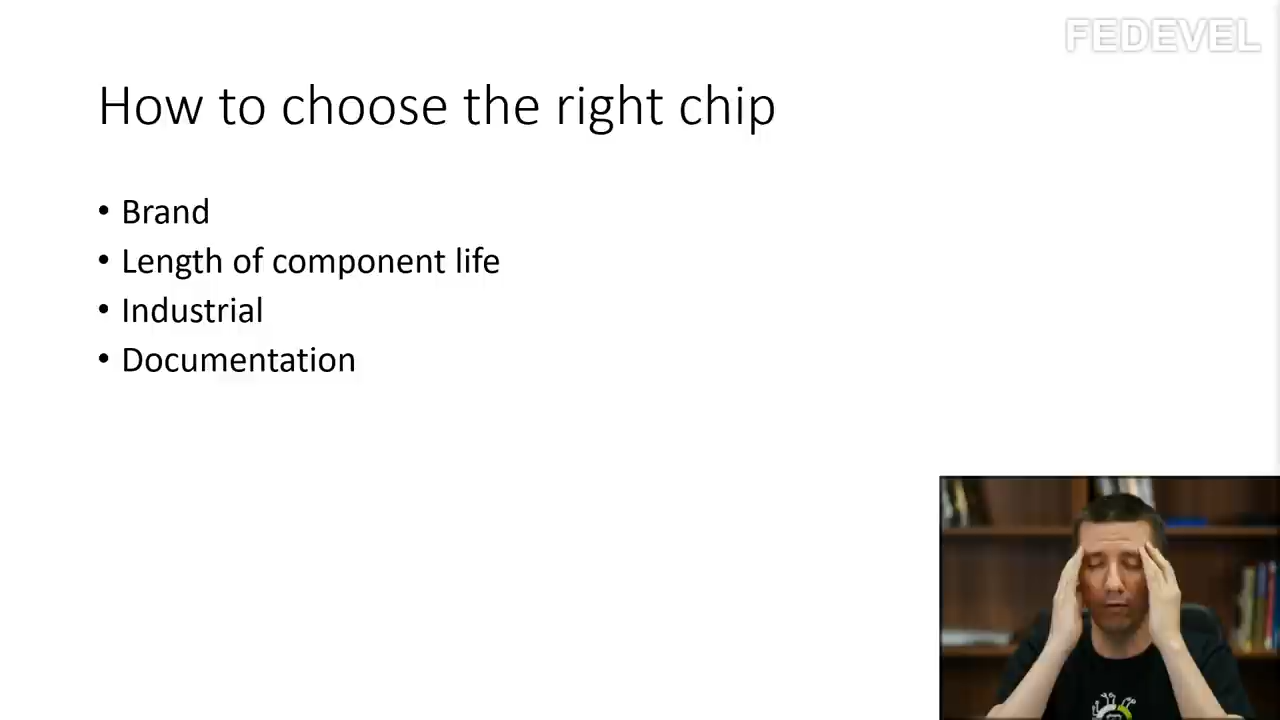 FEDEVEL
How to choose the right chip
• Brand
• Length of component life
• Industrial
• Documentation